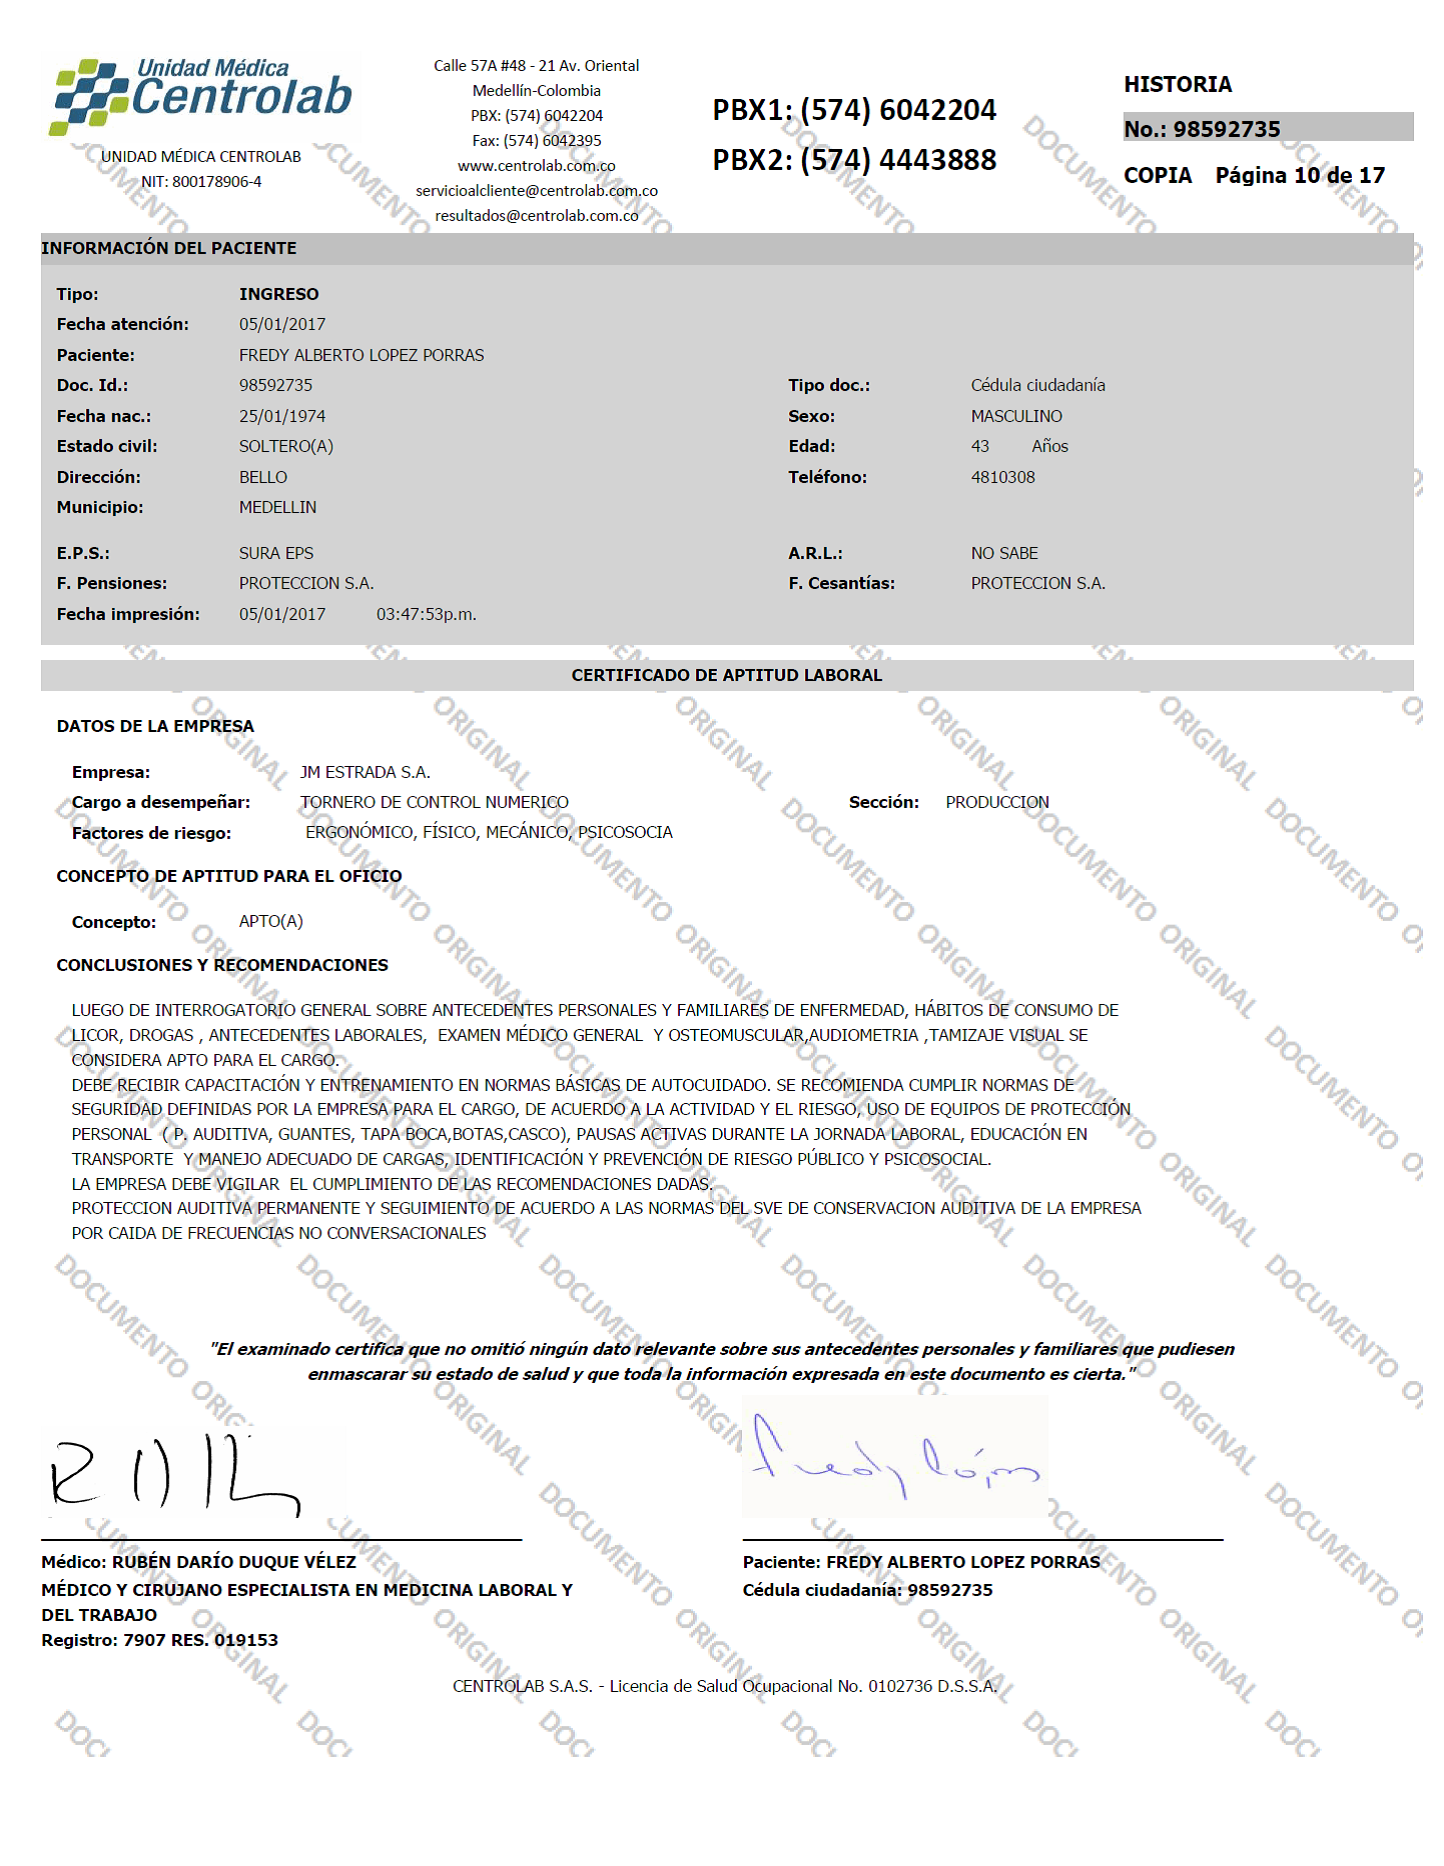 Unidad Médica
Centrolab
UNIDAD MÉDICA CENTROLAB
NIT: 800178906-4
Calle 57A #48 - 21 Av. Oriental
Medellín-Colombia
PBX: (574) 6042204
Fax: (574) 6042395
www.centrolab.com.co
servicioalcliente@centrolab.com.co
resultados@centrolab.com.co
PBX1: (574) 6042204
PBX2: (574) 4443888
HISTORIA
No.: 98592735
COPIA Página 10 de 17
INFORMACIÓN DEL PACIENTE
Tipo: INGRESO
Fecha atención: 05/01/2017
Paciente: FREDY ALBERTO LOPEZ PORRAS
Doc. Id.: 98592735 Tipo doc.: Cédula ciudadanía
Fecha nac.: 25/01/1974 Sexo: MASCULINO
Estado civil: SOLTERO(A) Edad: 43 Años
Dirección: BELLO Teléfono: 4810308
Municipio: MEDELLIN
E.P.S.: SURA EPS A.R.L.: NO SABE
F. Pensiones: PROTECCION S.A. F. Cesantías: PROTECCION S.A.
Fecha impresión: 05/01/2017 03:47:53p.m.
CERTIFICADO DE APTITUD LABORAL
DATOS DE LA EMPRESA
Empresa: JM ESTRADA S.A.
Cargo a desempeñar: TORNERO DE CONTROL NUMERICO Sección: PRODUCCION
Factores de riesgo: ERGONÓMICO, FÍSICO, MECÁNICO, PSICOSOCIA
CONCEPTO DE APTITUD PARA EL OFICIO
Concepto: APTO(A)
CONCLUSIONES Y RECOMENDACIONES
LUEGO DE INTERROGATORIO GENERAL SOBRE ANTECEDENTES PERSONALES Y FAMILIARES DE ENFERMEDAD, HÁBITOS DE CONSUMO DE
LICOR, DROGAS , ANTECEDENTES LABORALES, EXAMEN MÉDICO GENERAL Y OSTEOMUSCULAR,AUDIOMETRIA ,TAMIZAJE VISUAL SE
CONSIDERA APTO PARA EL CARGO.
DEBE RECIBIR CAPACITACIÓN Y ENTRENAMIENTO EN NORMAS BÁSICAS DE AUTOCUIDADO. SE RECOMIENDA CUMPLIR NORMAS DE
SEGURIDAD DEFINIDAS POR LA EMPRESA PARA EL CARGO, DE ACUERDO A LA ACTIVIDAD Y EL RIESGO, USO DE EQUIPOS DE PROTECCIÓN
PERSONAL ( P. AUDITIVA, GUANTES, TAPA BOCA,BOTAS,CASCO), PAUSAS ACTIVAS DURANTE LA JORNADA LABORAL, EDUCACIÓN EN
TRANSPORTE Y MANEJO ADECUADO DE CARGAS, IDENTIFICACIÓN Y PREVENCIÓN DE RIESGO PÚBLICO Y PSICOSOCIAL.
LA EMPRESA DEBE VIGILAR EL CUMPLIMIENTO DE LAS RECOMENDACIONES DADAS.
PROTECCION AUDITIVA PERMANENTE Y SEGUIMIENTO DE ACUERDO A LAS NORMAS DEL SVE DE CONSERVACION AUDITIVA DE LA EMPRESA
POR CAIDA DE FRECUENCIAS NO CONVERSACIONALES
"El examinado certifica que no omitió ningún dato relevante sobre sus antecedentes personales y familiares que pudiesen
enmascarar su estado de salud y que toda la información expresada en este documento es cierta."
Médico: RUBÉN DARÍO DUQUE VÉLEZ
MÉDICO Y CIRUJANO ESPECIALISTA EN MEDICINA LABORAL Y
DEL TRABAJO
Registro: 7907 RES. 019153
Paciente: FREDY ALBERTO LOPEZ PORRAS
Cédula ciudadanía: 98592735
CENTROLAB S.A.S. - Licencia de Salud Ocupacional No. 0102736 D.S.S.A.
DOCUMENTO ORIGINAL